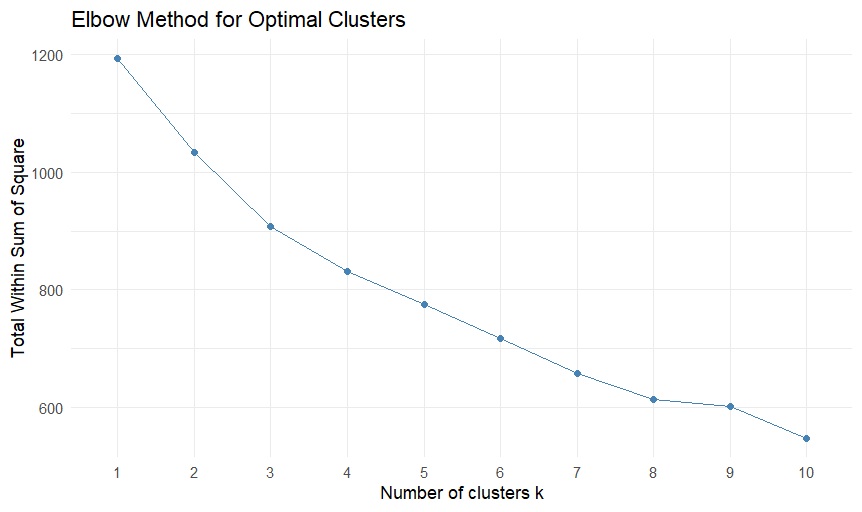 Elbow Method for Optimal Clusters
1200
1000
800
600
Total Within Sum of Square
1 2 3 4 5 6 7 8 9 10
Number of clusters k